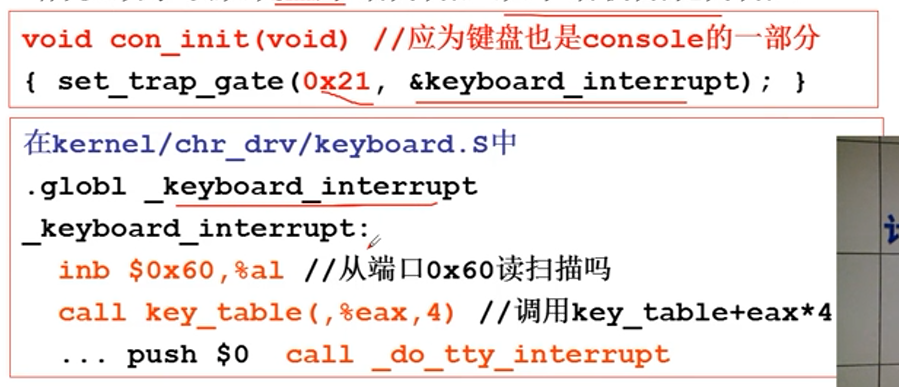 void con_init(void) //应为键盘也是console的一部分
{ set_trap_gate(0x21, &keyboard_interrupt); }
在kernel/chr_drv/keyboard.S中
.globl _keyboard_interrupt
_keyboard_interrupt:
inb $0x60,%al //从端口0x60读扫描吗
call key_table(,%eax,4) //调用key_table+eax*4
... push $0 call _do_tty_interrupt